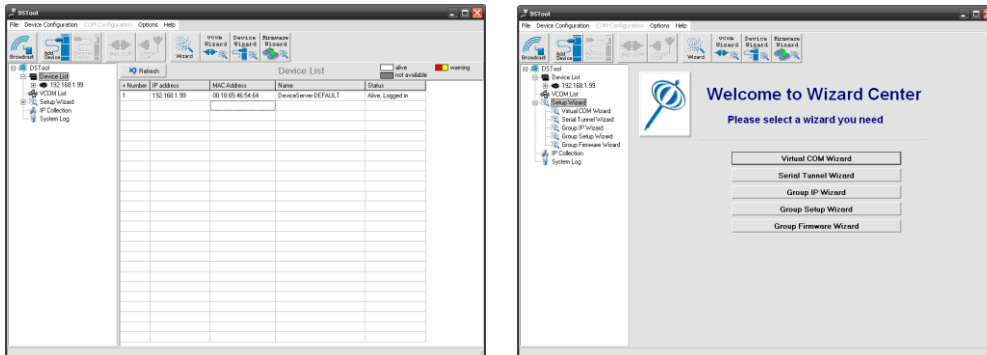 DSTool
File Device Configuration COM Configuration Options Help
Broadcast
Add Device
Wizard
VCOM Wizard
Device Wizard
Firmware Wizard
DSTool
Device List
192.168.1.99
VCOM List
Setup Wizard
IP Collection
System Log
Refresh
Device List
alive
not available
warning
+ Number IP address MAC Address Name Status
1 192.168.1.99 00:18:65:46:54:64 DeviceServer-DEFAULT Alive, Logged in
DSTool
File Device Configuration COM Configuration Options Help
Broadcast
Add Device
Wizard
VCOM Wizard
Device Wizard
Firmware Wizard
DSTool
Device List
192.168.1.99
VCOM List
Setup Wizard
Virtual COM Wizard
Serial Tunnel Wizard
Group IP Wizard
Group Setup Wizard
Group Firmware Wizard
IP Collection
System Log
Welcome to Wizard Center
Please select a wizard you need
Virtual COM Wizard
Serial Tunnel Wizard
Group IP Wizard
Group Setup Wizard
Group Firmware Wizard